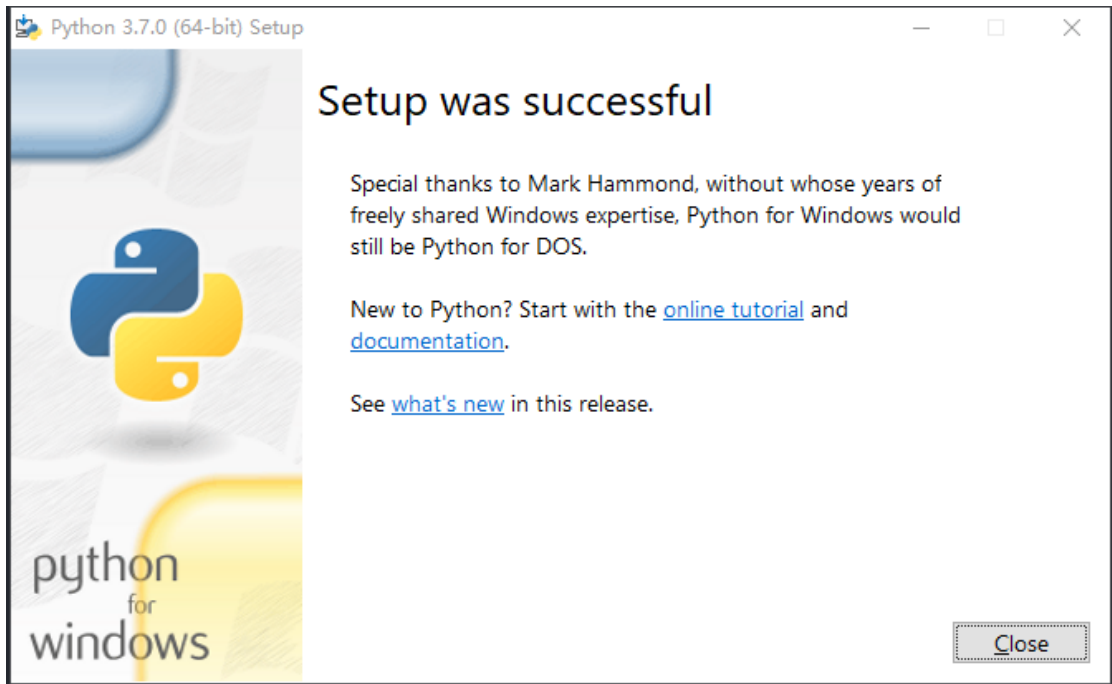 Python 3.7.0 (64-bit) Setup
Setup was successful
Special thanks to Mark Hammond, without whose years of
freely shared Windows expertise, Python for Windows would
still be Python for DOS.
New to Python? Start with the online tutorial and
documentation.
See what's new in this release.
python
for
windows
Close